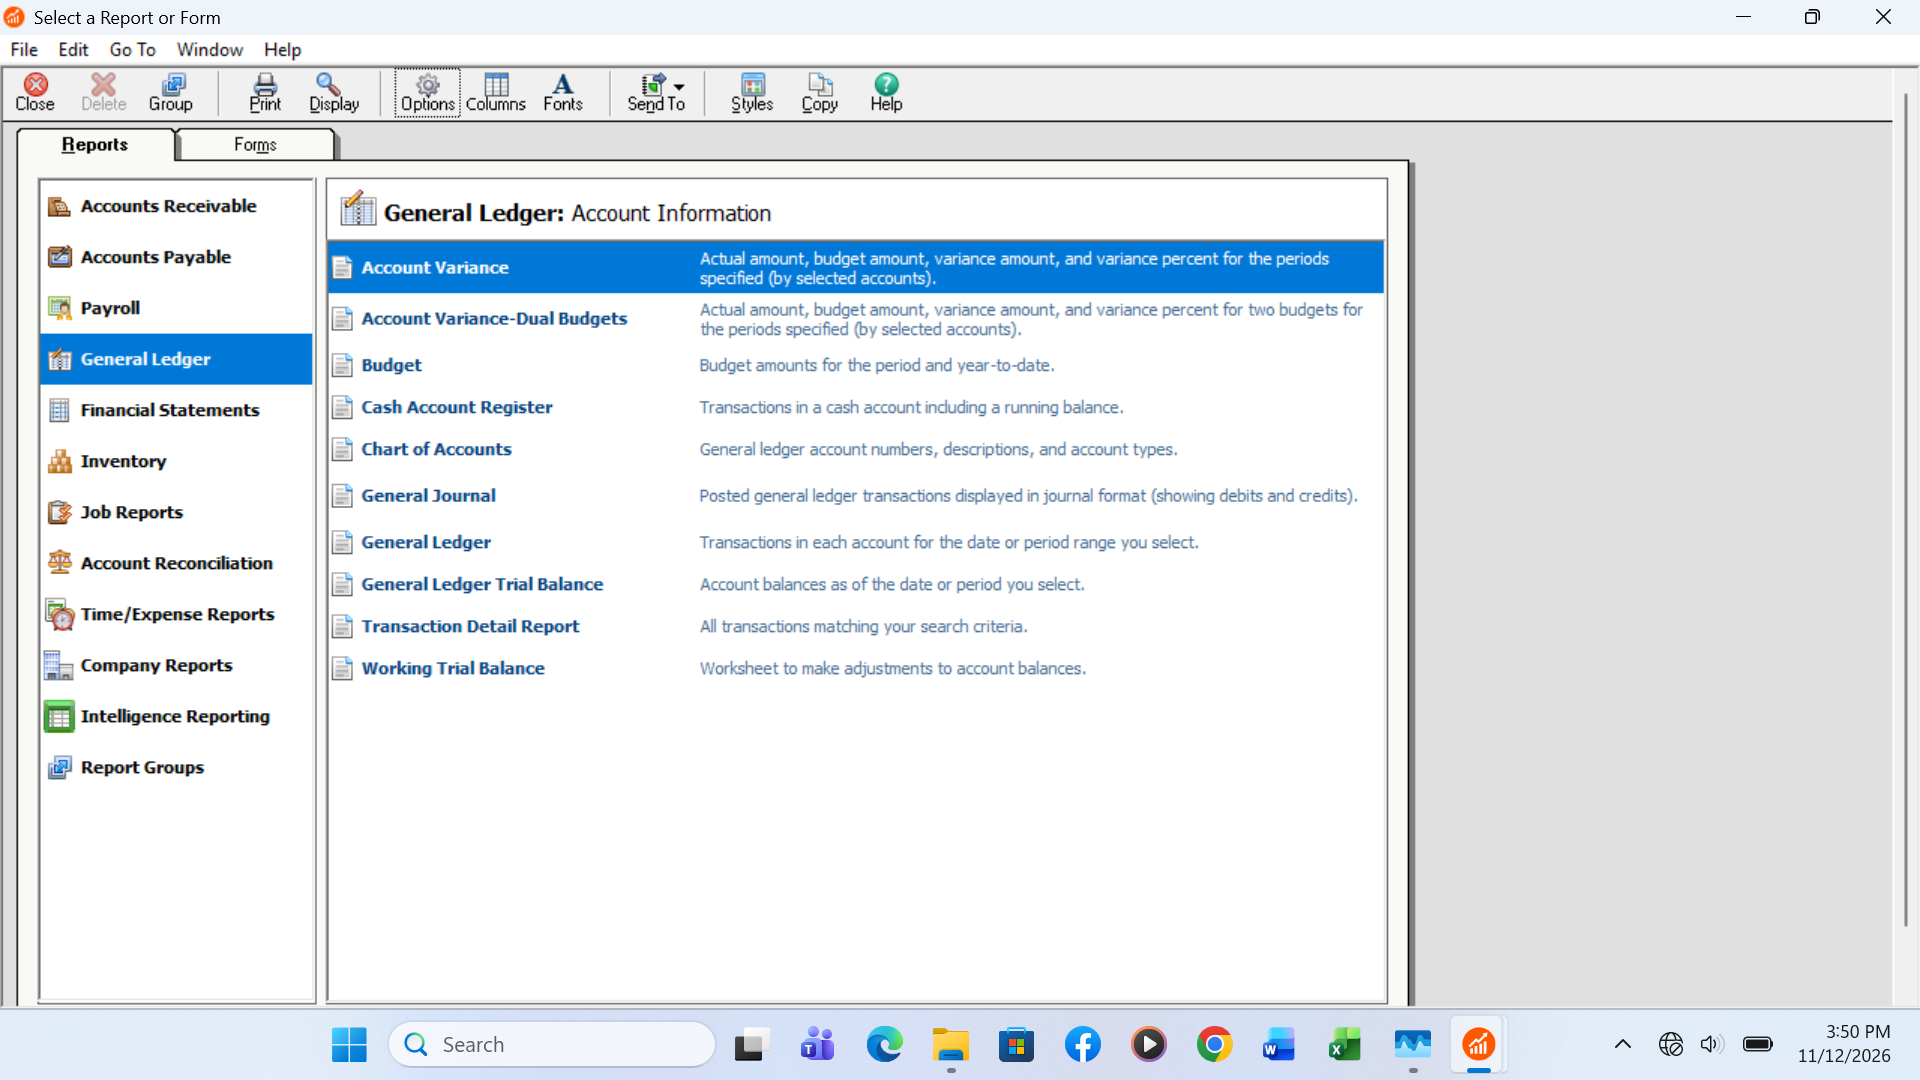 Select a Report or Form
File Edit Go To Window Help
Close Delete Group Print Display Options Columns Fonts Send To Styles Copy Help
Reports Forms
Accounts Receivable
Accounts Payable
Payroll
General Ledger
Financial Statements
Inventory
Job Reports
Account Reconciliation
Time/Expense Reports
Company Reports
Intelligence Reporting
Report Groups
General Ledger: Account Information
Account Variance
Actual amount, budget amount, variance amount, and variance percent for the periods
specified (by selected accounts).
Account Variance-Dual Budgets
Actual amount, budget amount, variance amount, and variance percent for two budgets for
the periods specified (by selected accounts).
Budget Budget amounts for the period and year-to-date.
Cash Account Register Transactions in a cash account including a running balance.
Chart of Accounts General ledger account numbers, descriptions, and account types.
General Journal Posted general ledger transactions displayed in journal format (showing debits and credits).
General Ledger Transactions in each account for the date or period range you select.
General Ledger Trial Balance Account balances as of the date or period you select.
Transaction Detail Report All transactions matching your search criteria.
Working Trial Balance Worksheet to make adjustments to account balances.
Search
3:50 PM
11/12/2026